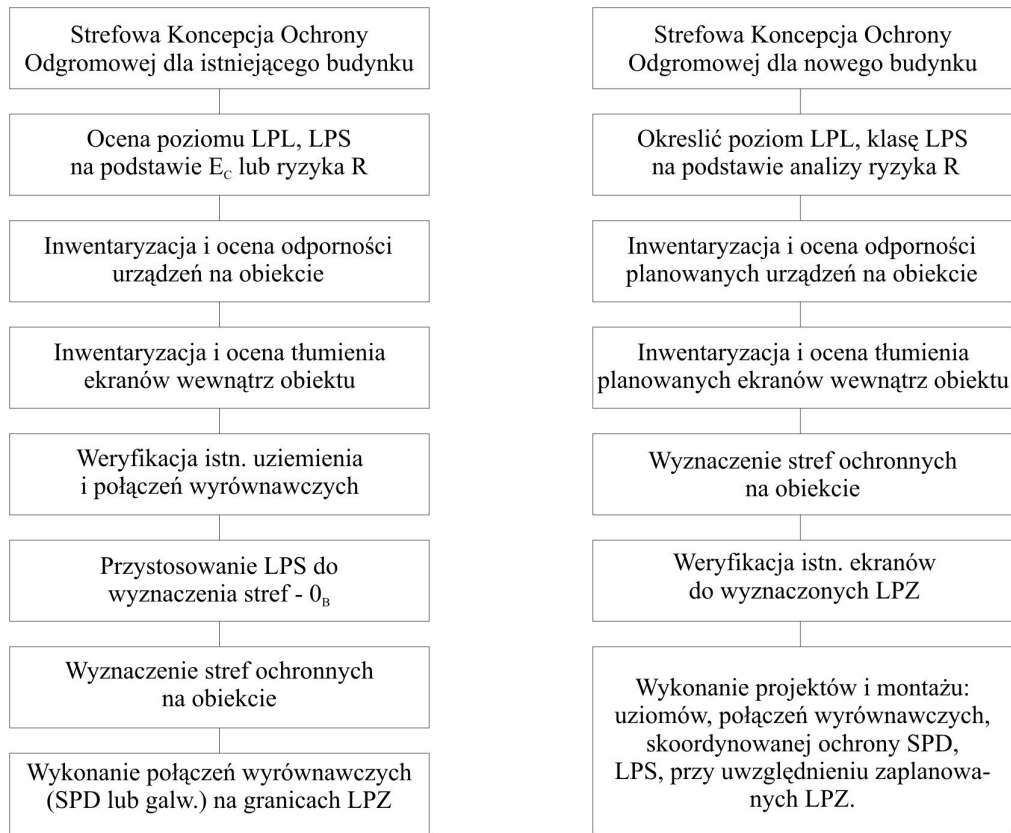 Strefowa Koncepcja Ochrony
Odgromowej dla istniejącego budynku
Ocena poziomu LPL, LPS
na podstawie E_C lub ryzyka R
Inwentaryzacja i ocena odporności
urządzeń na obiekcie
Inwentaryzacja i ocena tłumienia
ekranów wewnątrz obiektu
Weryfikacja istn. uziemienia
i połączeń wyrównawczych
Przystosowanie LPS do
wyznaczenia stref - 0_B
Wyznaczenie stref ochronnych
na obiekcie
Wykonanie połączeń wyrównawczych
(SPD lub galw.) na granicach LPZ
Strefowa Koncepcja Ochrony
Odgromowej dla nowego budynku
Okreslić poziom LPL, klasę LPS
na podstawie analizy ryzyka R
Inwentaryzacja i ocena odporności
planowanych urządzeń na obiekcie
Inwentaryzacja i ocena tłumienia
planowanych ekranów wewnątrz obiektu
Wyznaczenie stref ochronnych
na obiekcie
Weryfikacja istn. ekranów
do wyznaczonych LPZ
Wykonanie projektów i montażu:
uziomów, połączeń wyrównawczych,
skoordynowanej ochrony SPD,
LPS, przy uwzględnieniu zaplanowa-
nych LPZ.